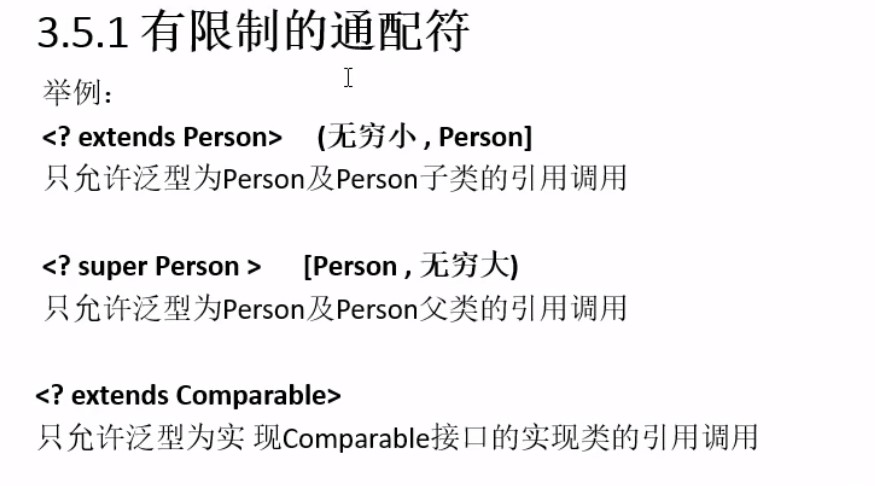 3.5.1 有限制的通配符
举例：
<? extends Person> (无穷小 , Person]
只允许泛型为Person及Person子类的引用调用
<? super Person > [Person , 无穷大)
只允许泛型为Person及Person父类的引用调用
<? extends Comparable>
只允许泛型为实 现Comparable接口的实现类的引用调用